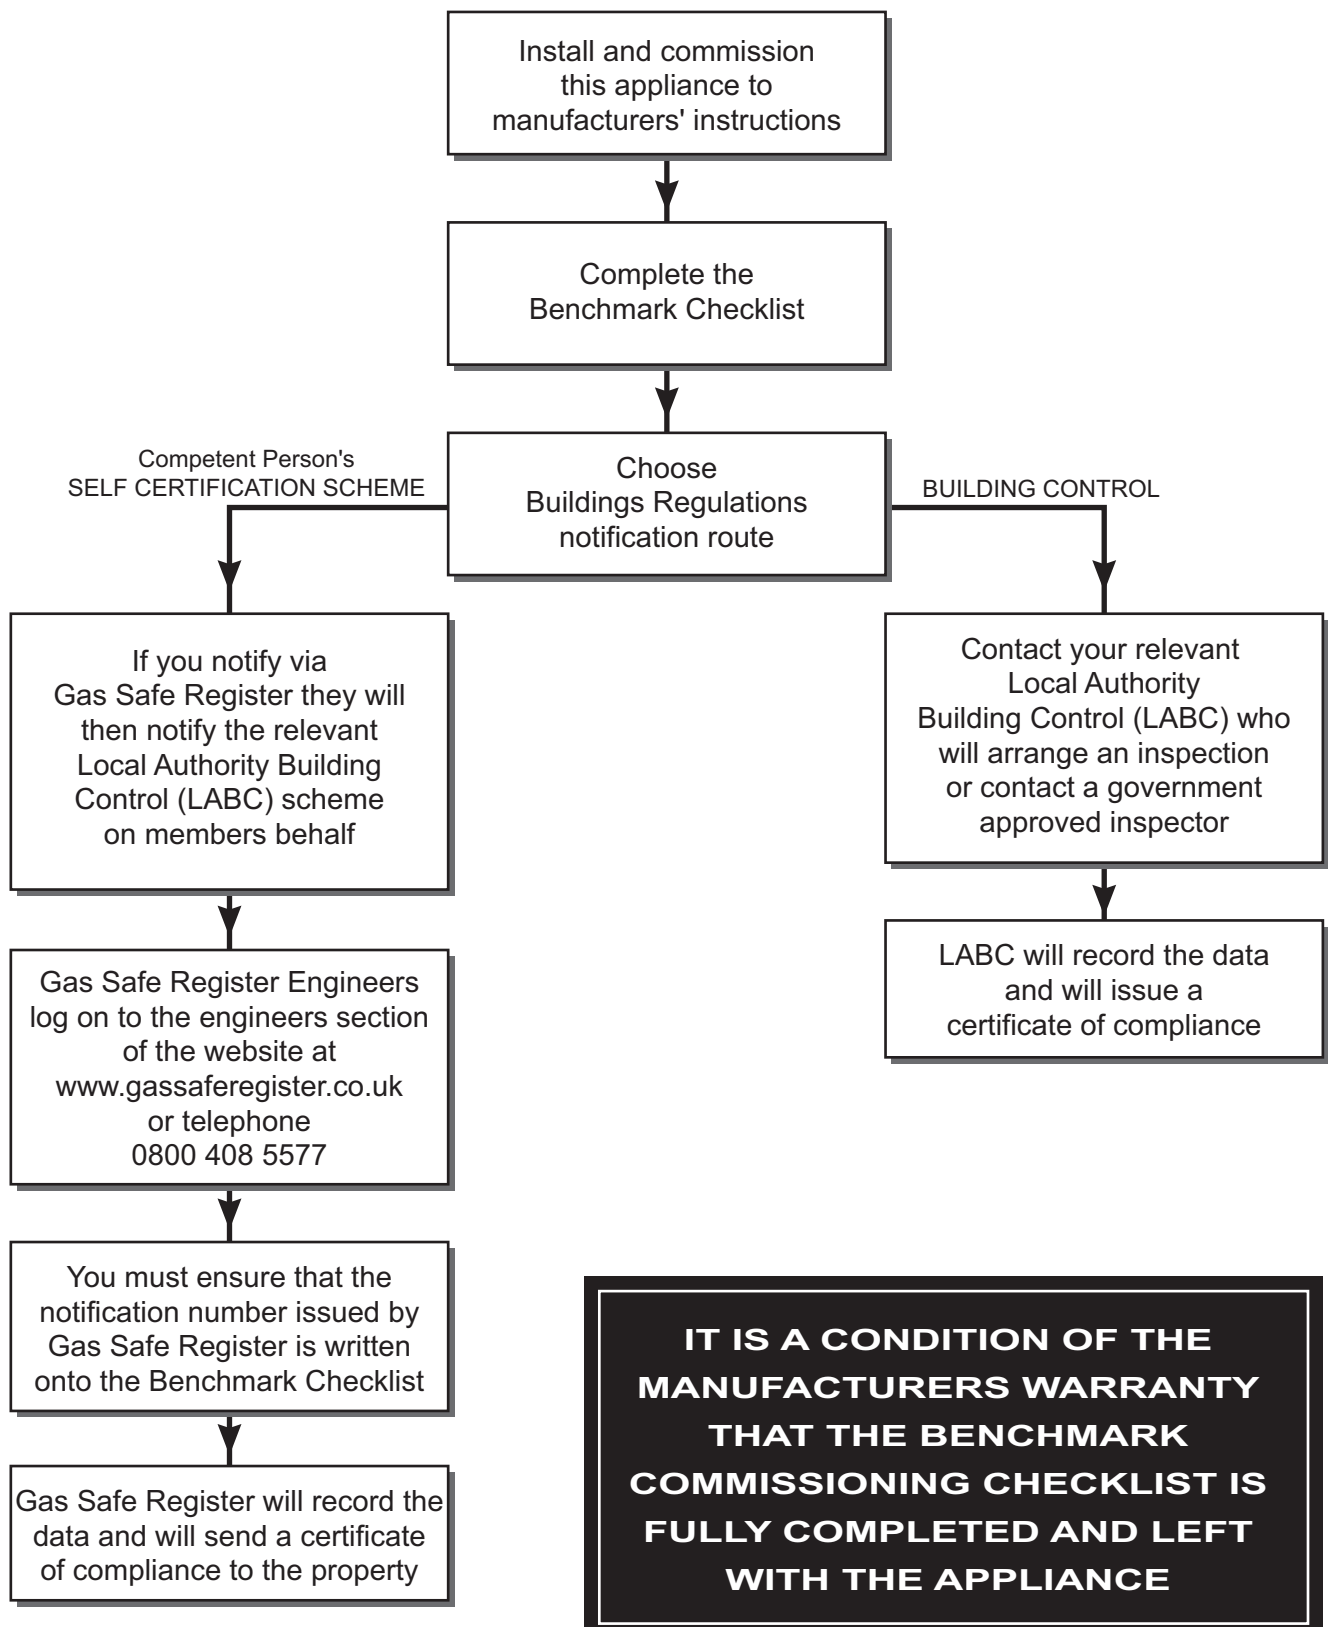 Install and commission
this appliance to
manufacturers' instructions
Complete the
Benchmark Checklist
Choose
Buildings Regulations
notification route
Competent Person's
SELF CERTIFICATION SCHEME
BUILDING CONTROL
If you notify via
Gas Safe Register they will
then notify the relevant
Local Authority Building
Control (LABC) scheme
on members behalf
Gas Safe Register Engineers
log on to the engineers section
of the website at
www.gassaferegister.co.uk
or telephone
0800 408 5577
You must ensure that the
notification number issued by
Gas Safe Register is written
onto the Benchmark Checklist
Gas Safe Register will record the
data and will send a certificate
of compliance to the property
Contact your relevant
Local Authority
Building Control (LABC) who
will arrange an inspection
or contact a government
approved inspector
LABC will record the data
and will issue a
certificate of compliance
IT IS A CONDITION OF THE
MANUFACTURERS WARRANTY
THAT THE BENCHMARK
COMMISSIONING CHECKLIST IS
FULLY COMPLETED AND LEFT
WITH THE APPLIANCE